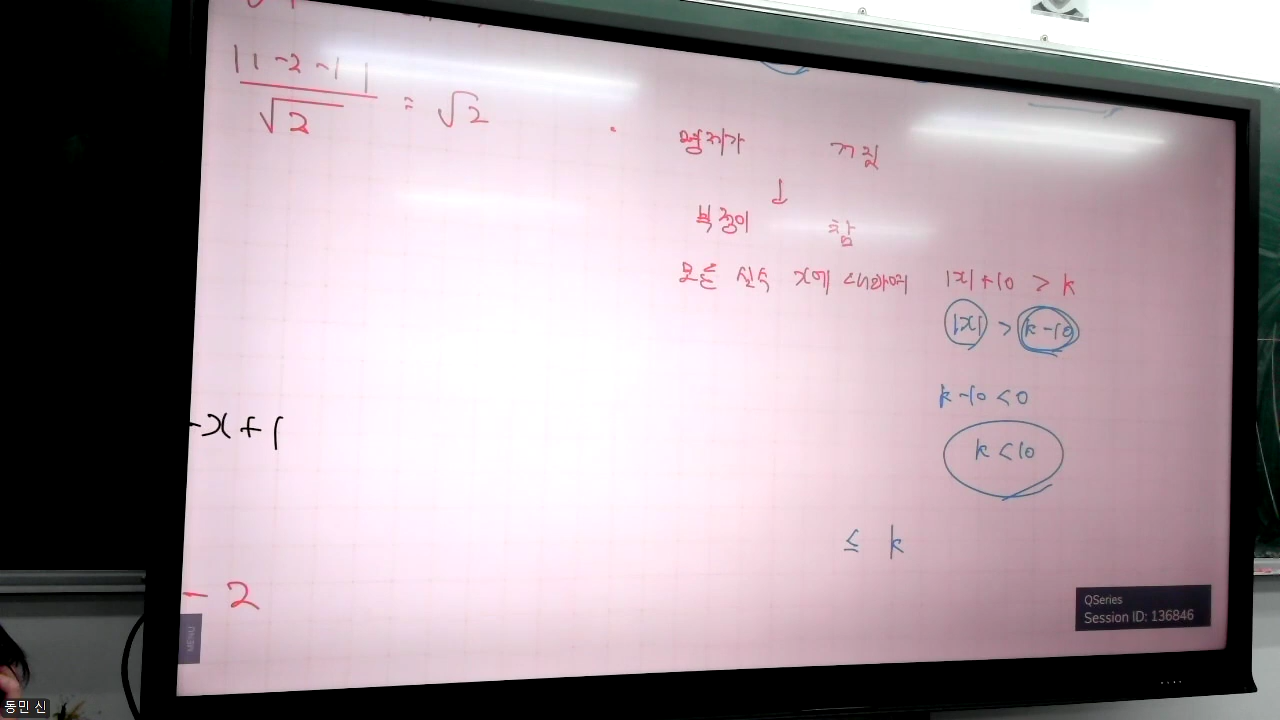 |1-2-1|
√2
= √2
명제가 거짓
↓
부정이 참
모든 실수 x에 대하여 |x|+10 > k
|x| > k-10
k-10<0
k<10
-x+1
≤ k
- 2
QSeries
Session ID: 136846
MENU
동민 신